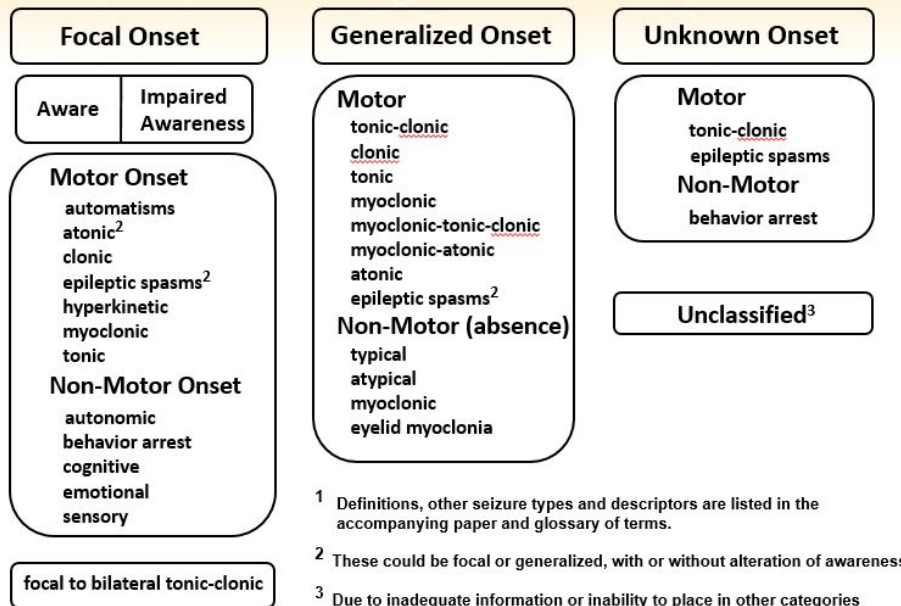 Focal Onset
Aware
Impaired
Awareness
Motor Onset
automatisms
atonic²
clonic
epileptic spasms²
hyperkinetic
myoclonic
tonic
Non-Motor Onset
autonomic
behavior arrest
cognitive
emotional
sensory
focal to bilateral tonic-clonic
Generalized Onset
Motor
tonic-clonic
clonic
tonic
myoclonic
myoclonic-tonic-clonic
myoclonic-atonic
atonic
epileptic spasms²
Non-Motor (absence)
typical
atypical
myoclonic
eyelid myoclonia
Unknown Onset
Motor
tonic-clonic
epileptic spasms
Non-Motor
behavior arrest
Unclassified³
1 Definitions, other seizure types and descriptors are listed in the
accompanying paper and glossary of terms.
2 These could be focal or generalized, with or without alteration of awareness
3 Due to inadequate information or inability to place in other categories